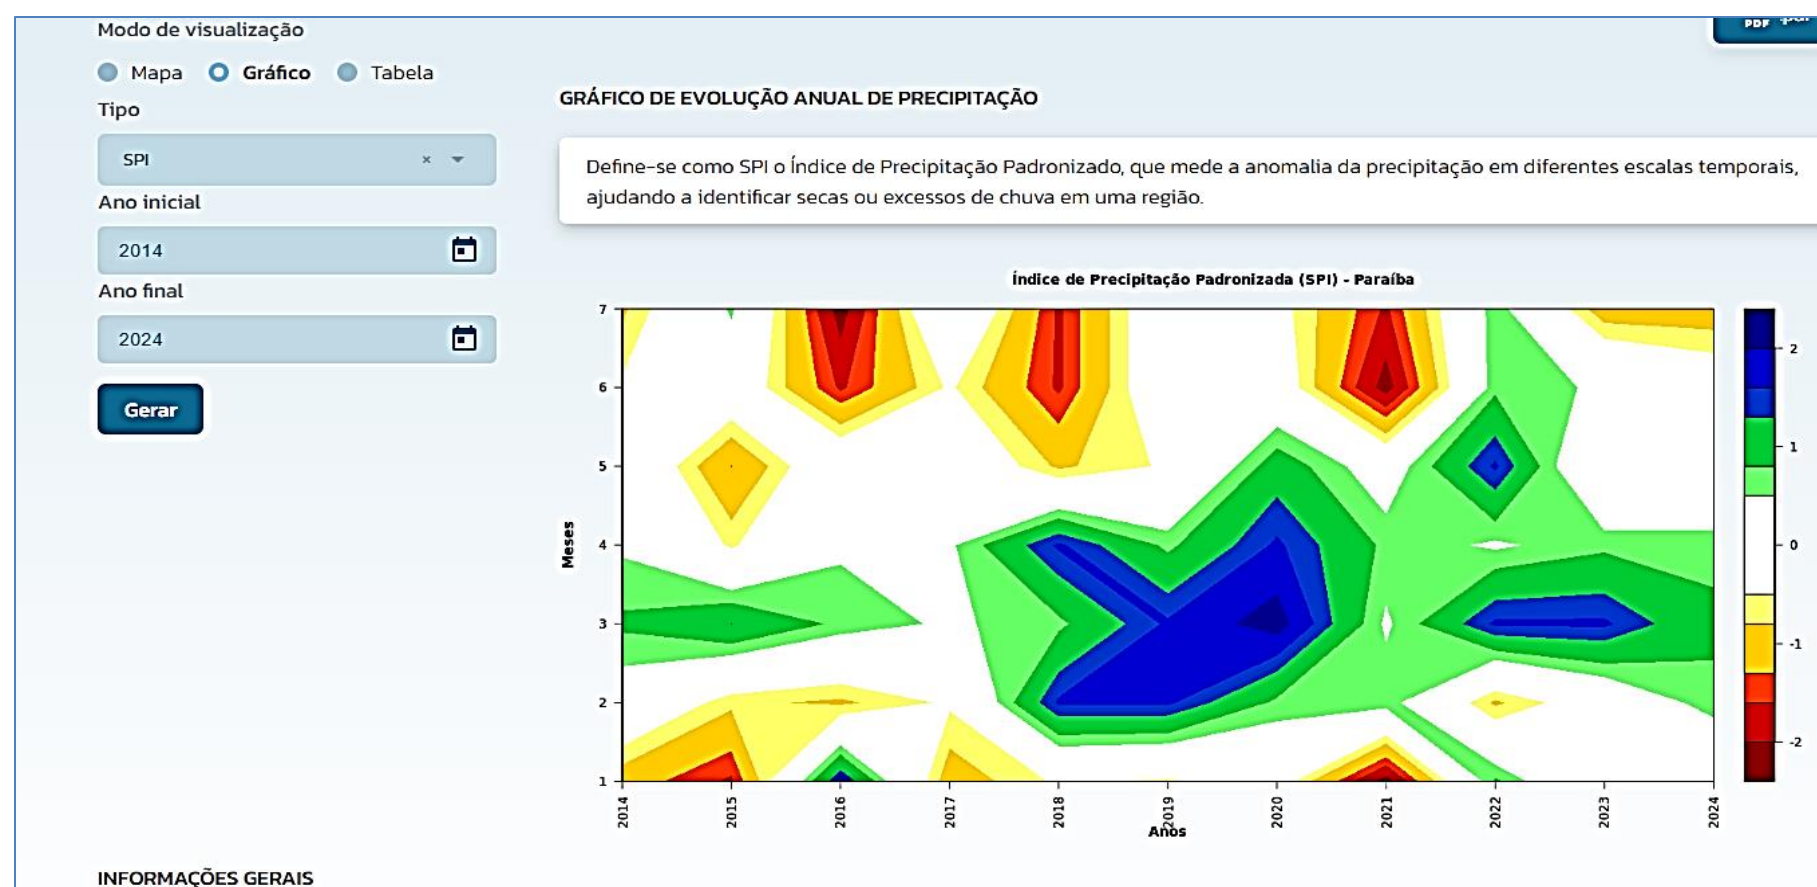 Modo de visualização
Mapa Gráfico Tabela
Tipo
SPI × 
Ano inicial
2014
Ano final
2024
Gerar
PDF
GRÁFICO DE EVOLUÇÃO ANUAL DE PRECIPITAÇÃO
Define-se como SPI o Índice de Precipitação Padronizado, que mede a anomalia da precipitação em diferentes escalas temporais,
ajudando a identificar secas ou excessos de chuva em uma região.
Índice de Precipitação Padronizada (SPI) - Paraíba
7
6
5
4
3
2
1
Meses
2014 2015 2016 2017 2018 2019 2020 2021 2022 2023 2024
Anos
2
1
0
-1
-2
INFORMAÇÕES GERAIS